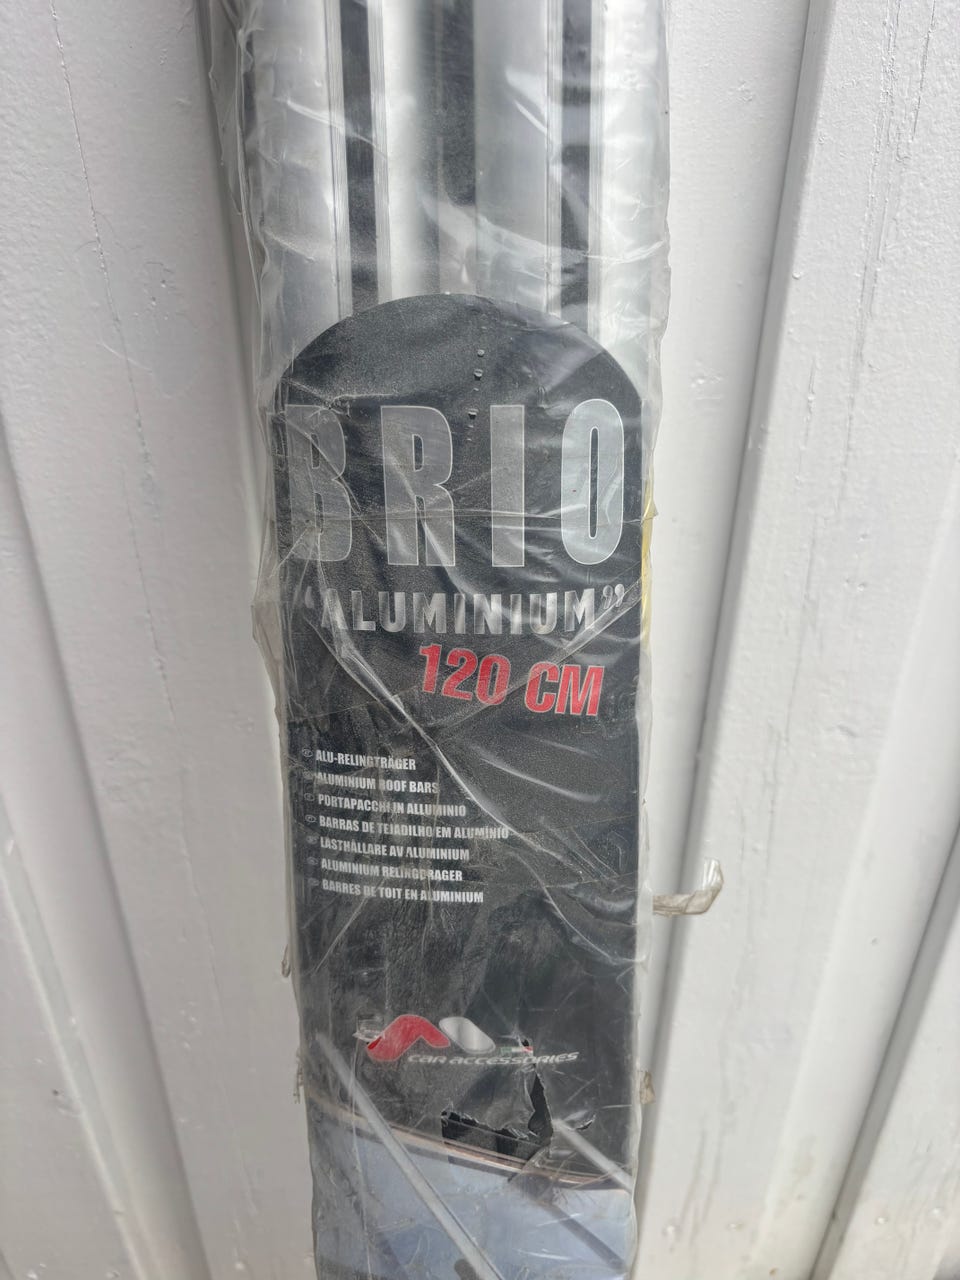 BRIO
“ALUMINIUM”
120 CM
ALU-RELINGTRÄGER
ALUMINIUM ROOF BARS
PORTAPACCHI IN ALLUMINIO
BARRAS DE TEJADILHO EM ALUMÍNIO
LASTHÅLLARE AV ALUMINIUM
ALUMINIUM RELINGDRAGER
BARRES DE TOIT EN ALUMINIUM
CAR ACCESSORIES